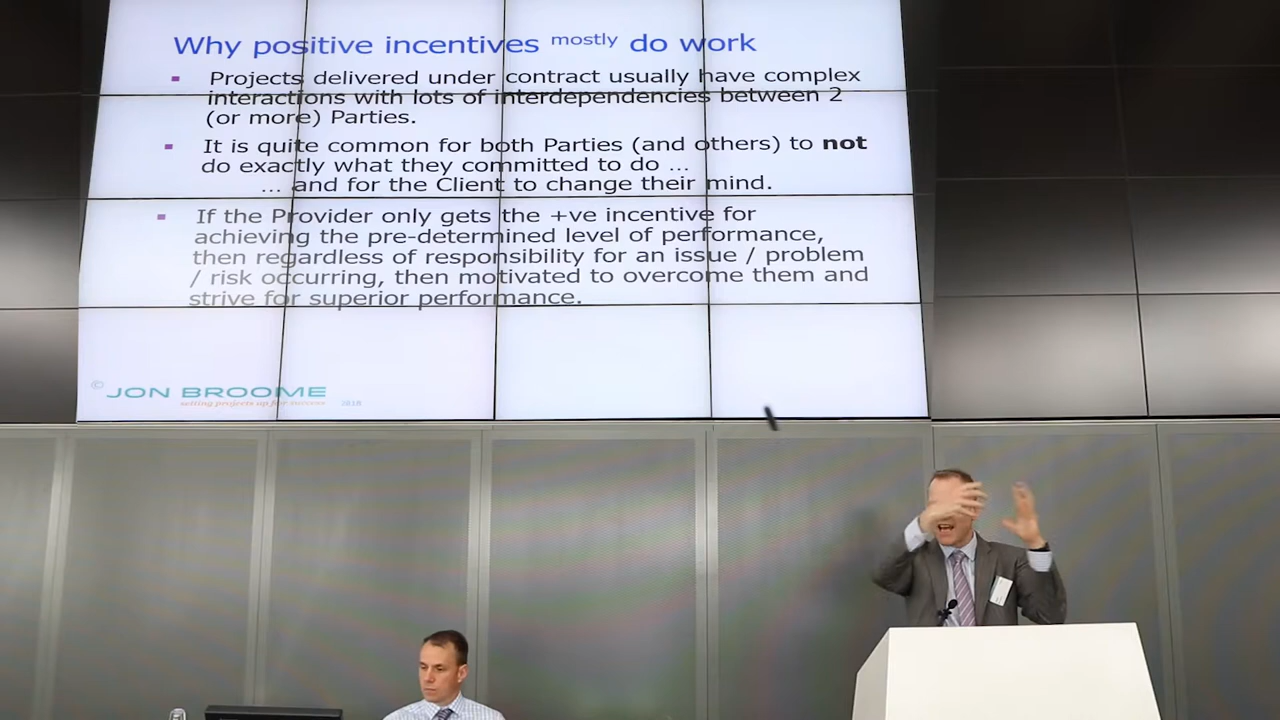 Why positive incentives mostly do work
▪ Projects delivered under contract usually have complex
interactions with lots of interdependencies between 2
(or more) Parties.
▪ It is quite common for both Parties (and others) to not
do exactly what they committed to do ...
... and for the Client to change their mind.
▪ If the Provider only gets the +ve incentive for
achieving the pre-determined level of performance,
then regardless of responsibility for an issue / problem
/ risk occurring, then motivated to overcome them and
strive for superior performance.
© JON BROOME
setting projects up for success